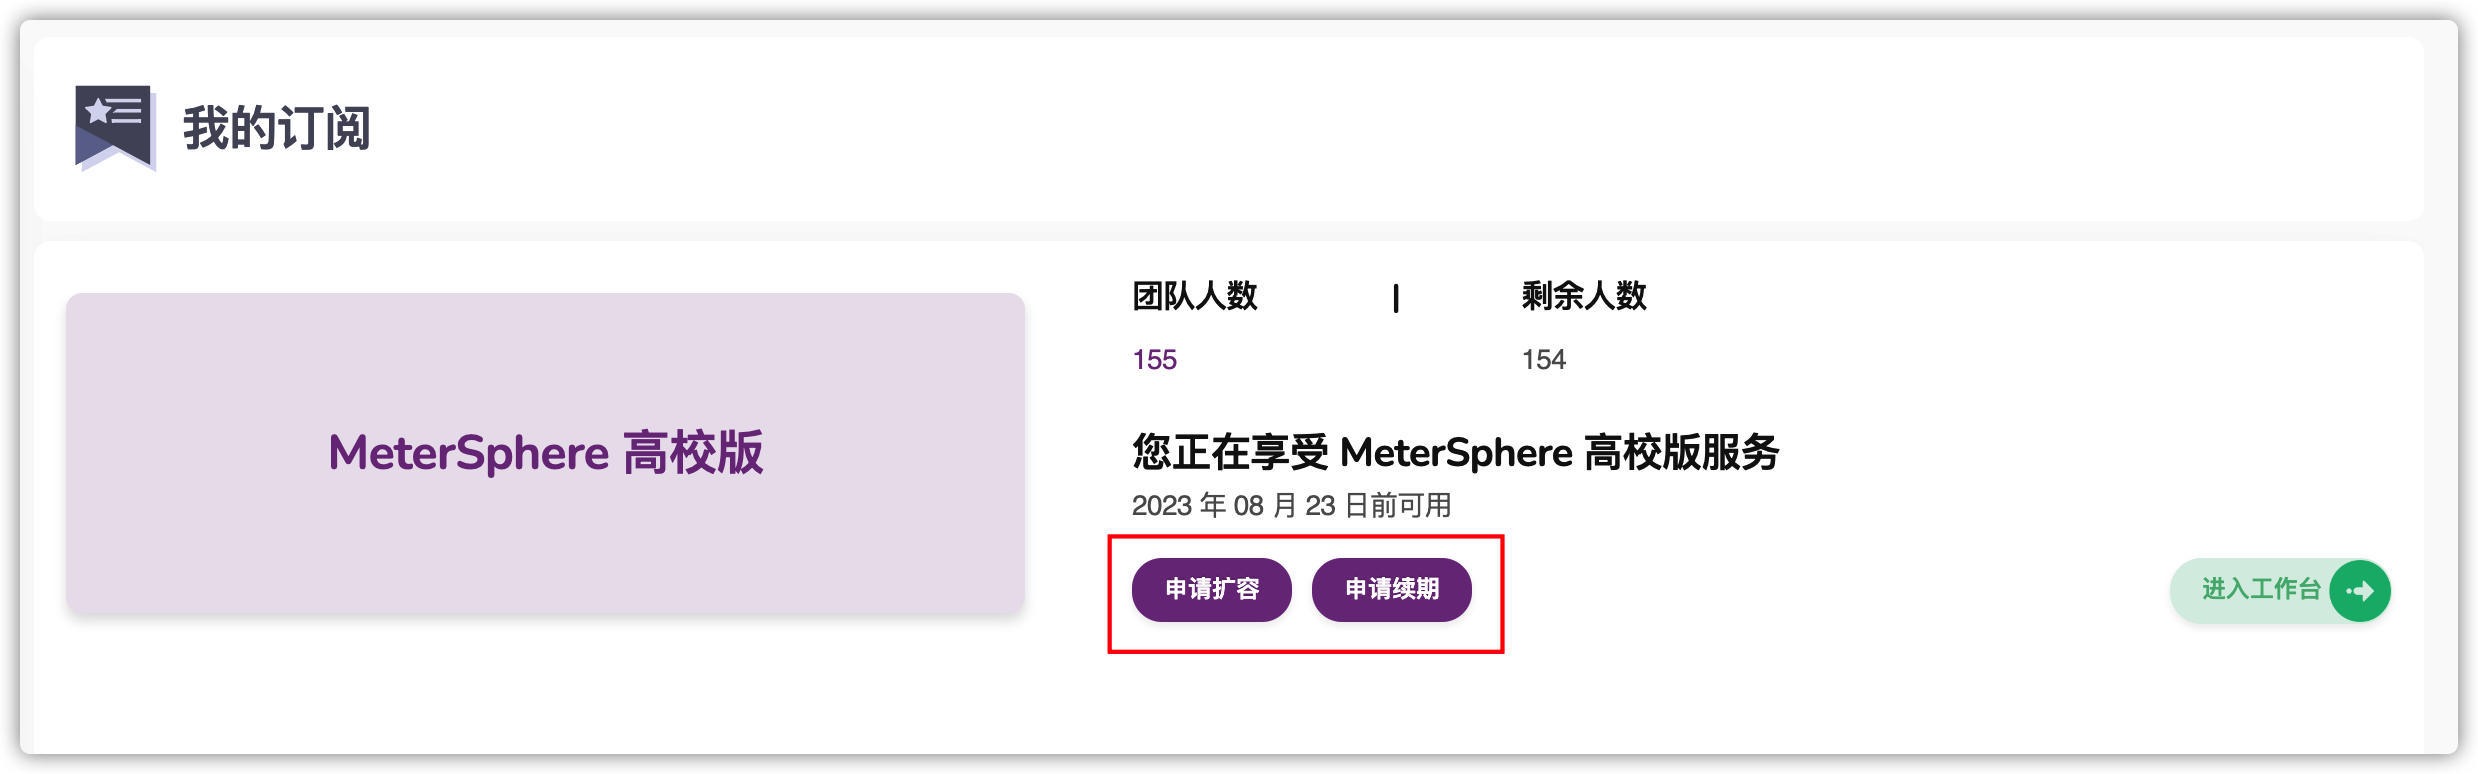 我的订阅
MeterSphere 高校版
团队人数 | 剩余人数
155 154
您正在享受 MeterSphere 高校版服务
2023 年 08 月 23 日前可用
申请扩容 申请续期 进入工作台